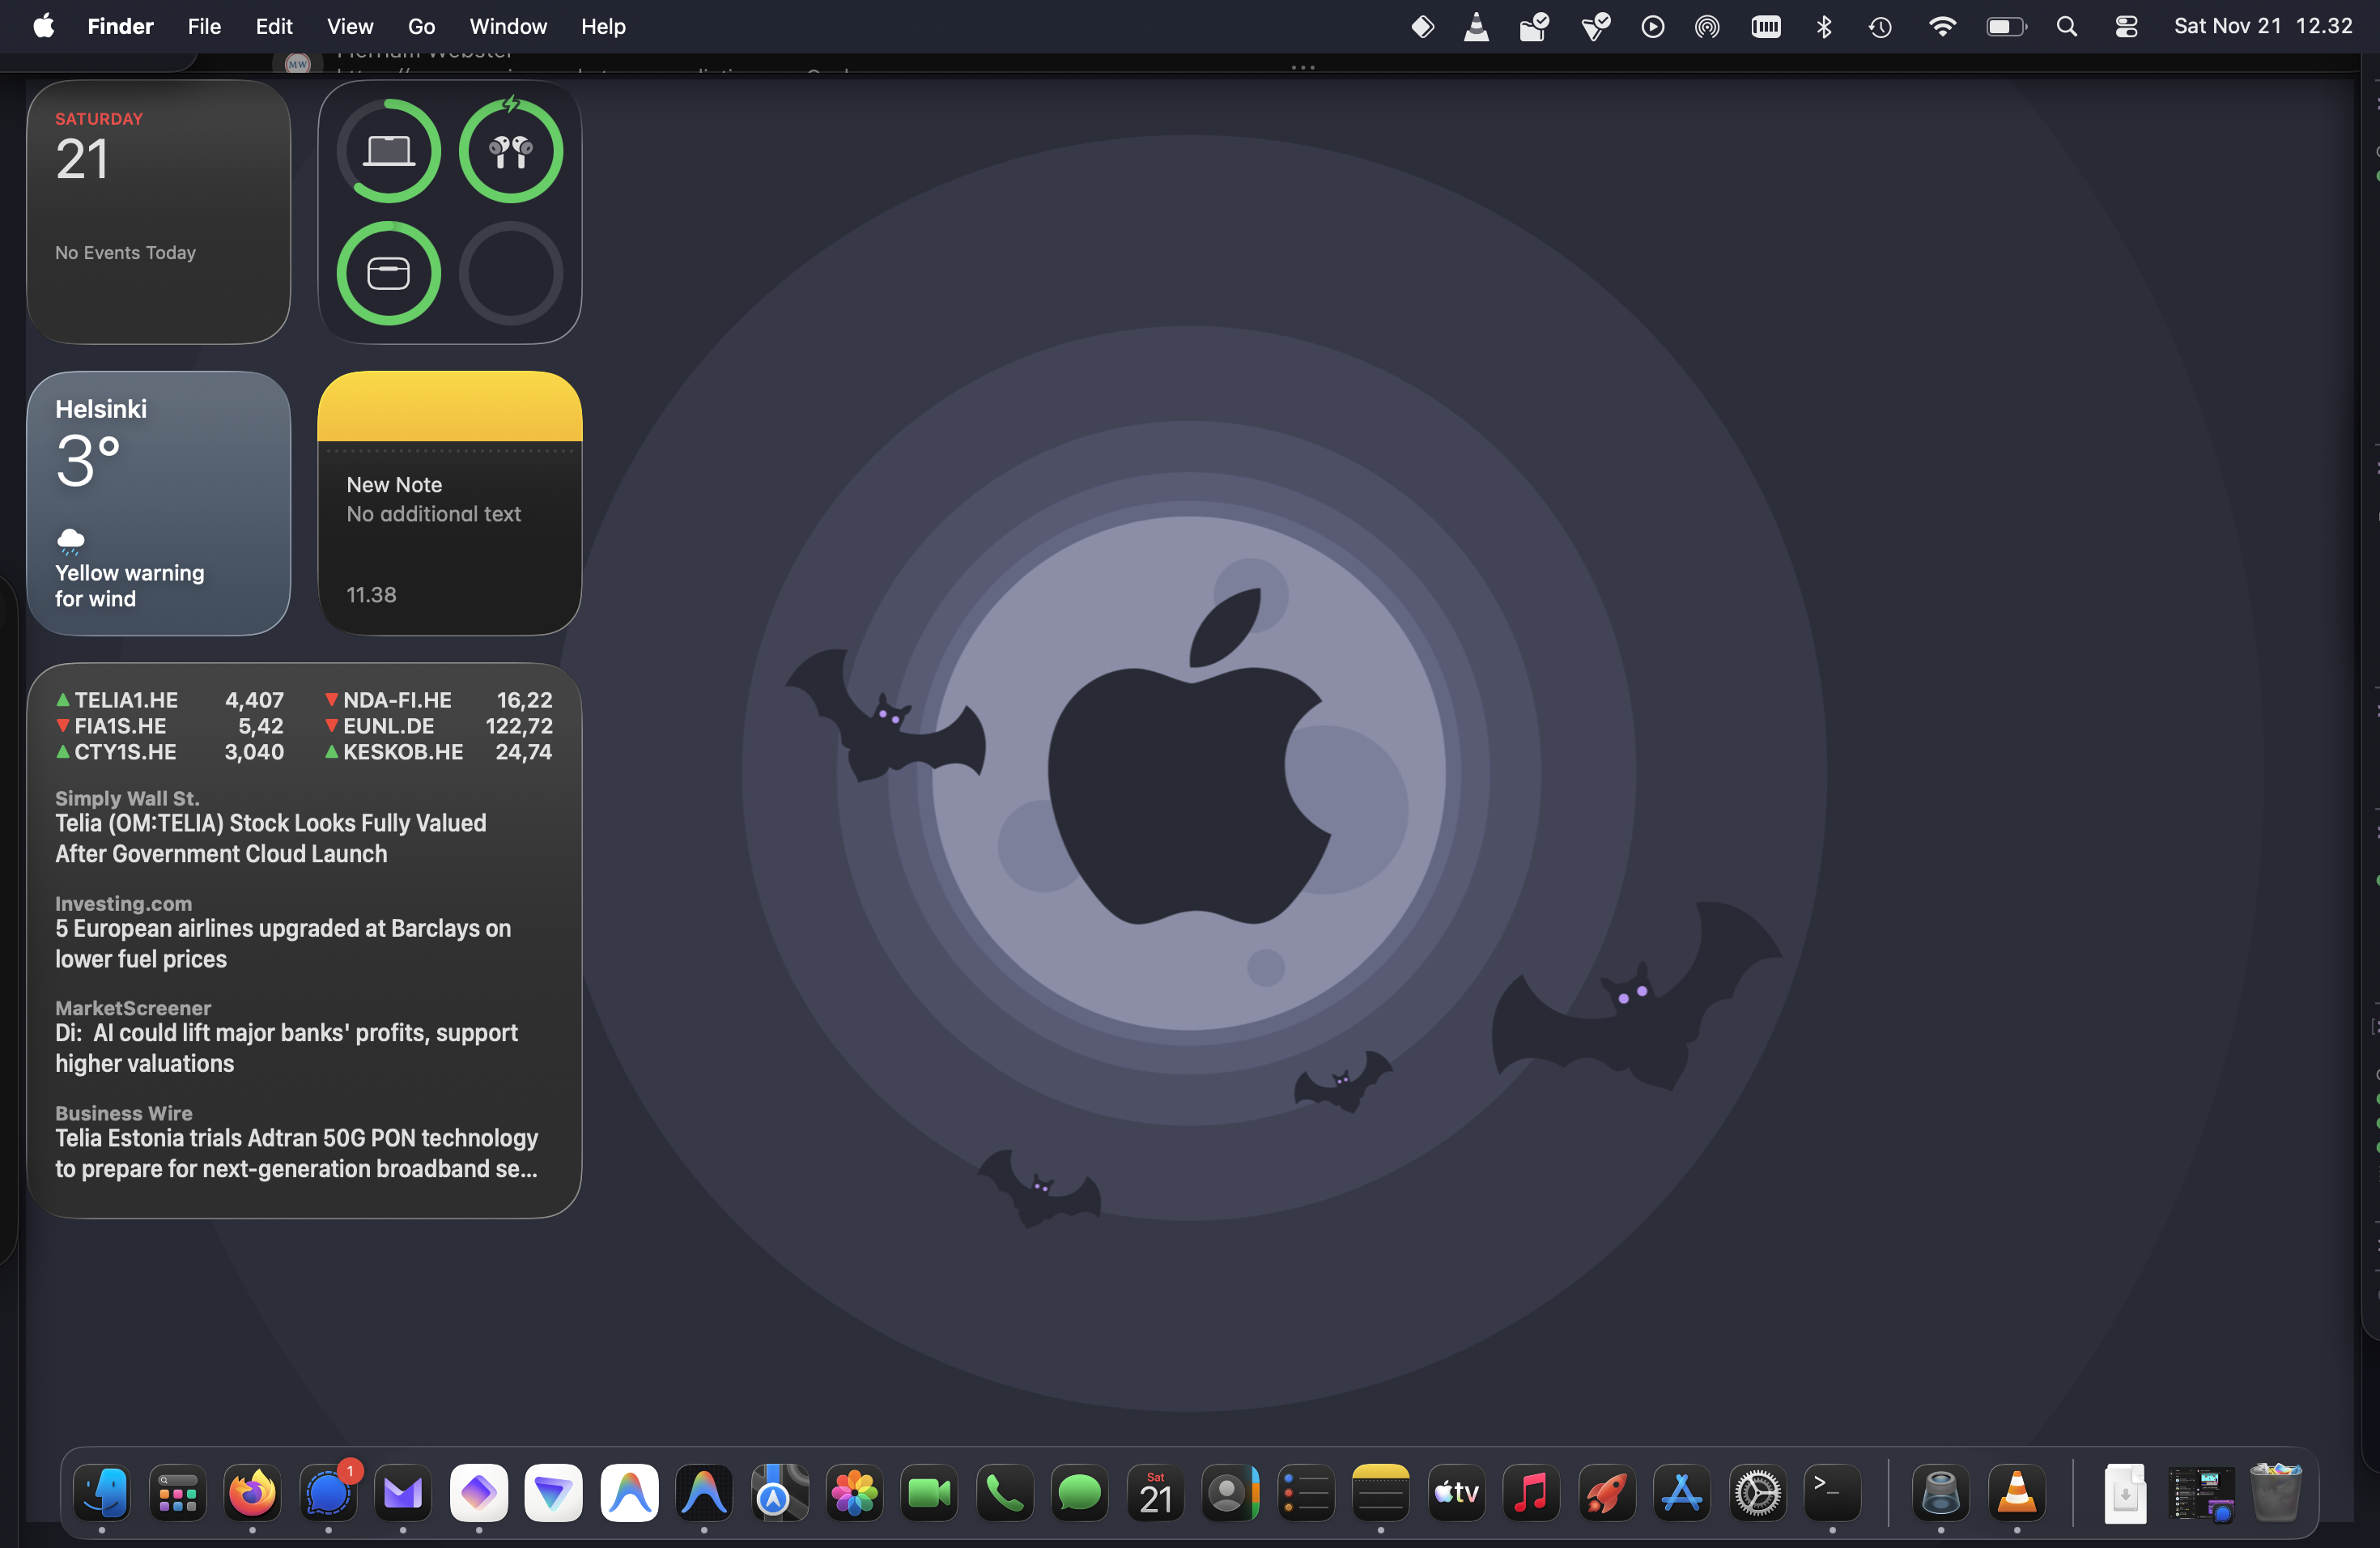 Finder File Edit View Go Window Help
Sat Nov 21 12.32
MW
SATURDAY
21
No Events Today
Helsinki
3°
Yellow warning
for wind
New Note
No additional text
11.38
TELIA1.HE 4,407 NDA-FI.HE 16,22
FIA1S.HE 5,42 EUNL.DE 122,72
CTY1S.HE 3,040 KESKOB.HE 24,74
Simply Wall St.
Telia (OM:TELIA) Stock Looks Fully Valued
After Government Cloud Launch
Investing.com
5 European airlines upgraded at Barclays on
lower fuel prices
MarketScreener
Di:  AI could lift major banks' profits, support
higher valuations
Business Wire
Telia Estonia trials Adtran 50G PON technology
to prepare for next-generation broadband se...
1
Sat
21
tv
>_